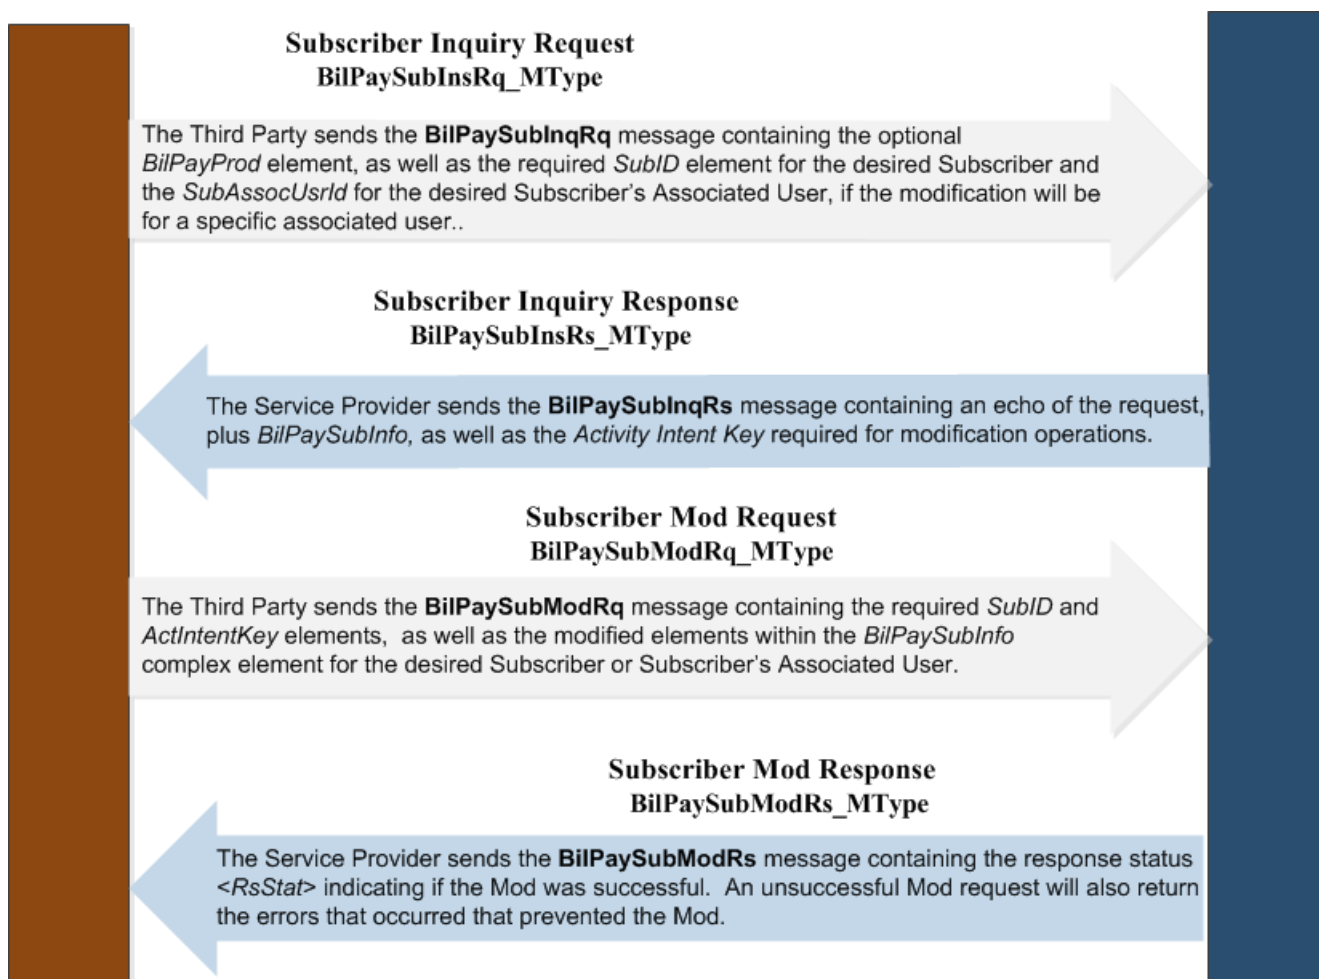 Subscriber Inquiry Request
BilPaySubInsRq_MType
The Third Party sends the BilPaySubInqRq message containing the optional
BilPayProd element, as well as the required SubID element for the desired Subscriber and
the SubAssocUsrId for the desired Subscriber's Associated User, if the modification will be
for a specific associated user..
Subscriber Inquiry Response
BilPaySubInsRs_MType
The Service Provider sends the BilPaySubInqRs message containing an echo of the request,
plus BilPaySubInfo, as well as the Activity Intent Key required for modification operations.
Subscriber Mod Request
BilPaySubModRq_MType
The Third Party sends the BilPaySubModRq message containing the required SubID and
ActIntentKey elements,  as well as the modified elements within the BilPaySubInfo
complex element for the desired Subscriber or Subscriber's Associated User.
Subscriber Mod Response
BilPaySubModRs_MType
The Service Provider sends the BilPaySubModRs message containing the response status
<RsStat> indicating if the Mod was successful.  An unsuccessful Mod request will also return
the errors that occurred that prevented the Mod.